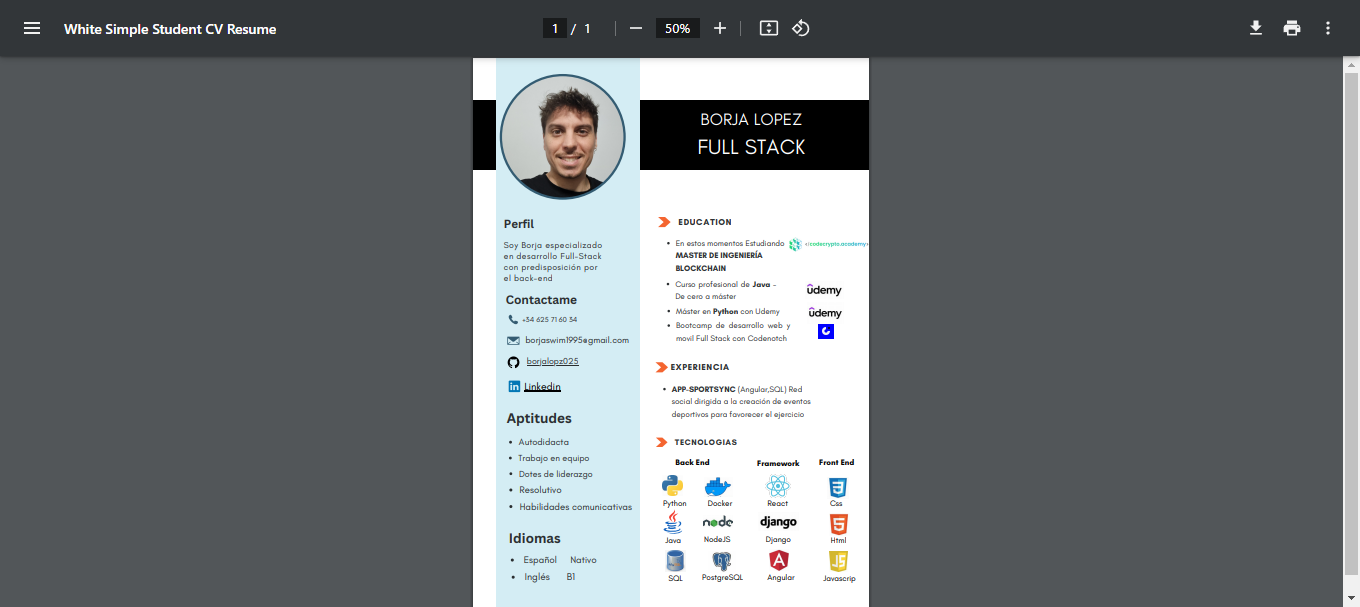 White Simple Student CV Resume
1 / 1
50%
BORJA LOPEZ
FULL STACK
Perfil
Soy Borja especializado
en desarrollo Full-Stack
con predisposición por
el back-end
Contactame
+34 625 71 60 34
borjaswim1995@gmail.com
borjalopz025
Linkedin
Aptitudes
Autodidacta
Trabajo en equipo
Dotes de liderazgo
Resolutivo
Habilidades comunicativas
Idiomas
Español Nativo
Inglés B1
EDUCATION
En estos momentos Estudiando </codecrypto.academy>
MASTER DE INGENIERÍA
BLOCKCHAIN
Curso profesional de Java -
De cero a máster
udemy
Máster en Python con Udemy
udemy
Bootcamp de desarrollo web y
movil Full Stack con Codenotch
EXPERIENCIA
APP-SPORTSYNC (Angular,SQL) Red
social dirigida a la creación de eventos
deportivos para favorecer el ejercicio
TECNOLOGIAS
Back End Framework Front End
Python Docker React Css
node django
Java NodeJS Django Html
SQL PostgreSQL Angular Javascrip